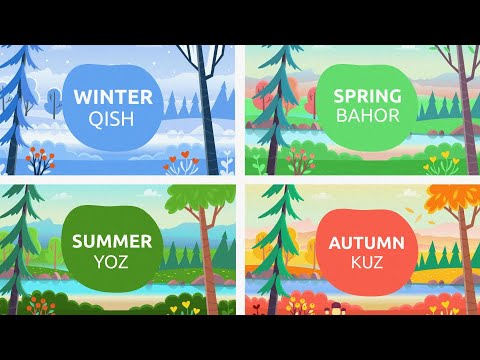 WINTER
QISH
SPRING
BAHOR
SUMMER
YOZ
AUTUMN
KUZ